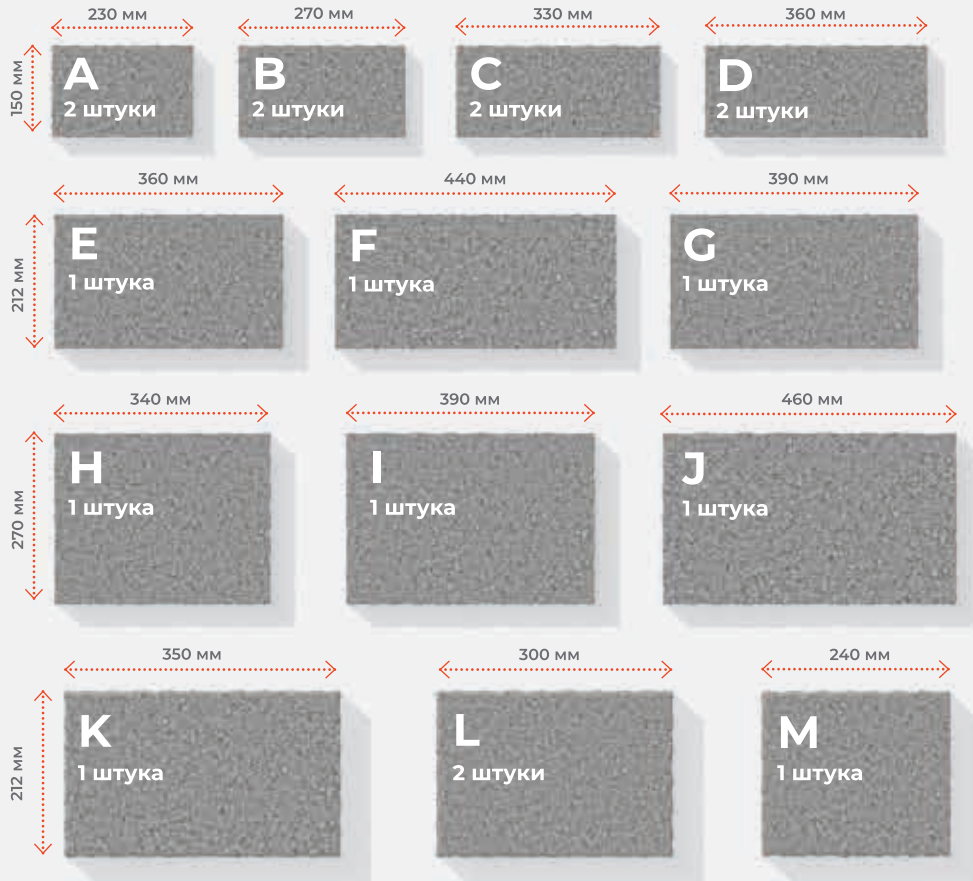 230 мм
270 мм
330 мм
360 мм
150 мм
A
2 штуки
B
2 штуки
C
2 штуки
D
2 штуки
360 мм
440 мм
390 мм
212 мм
E
1 штука
F
1 штука
G
1 штука
340 мм
390 мм
460 мм
270 мм
H
1 штука
I
1 штука
J
1 штука
350 мм
300 мм
240 мм
212 мм
K
1 штука
L
2 штуки
M
1 штука